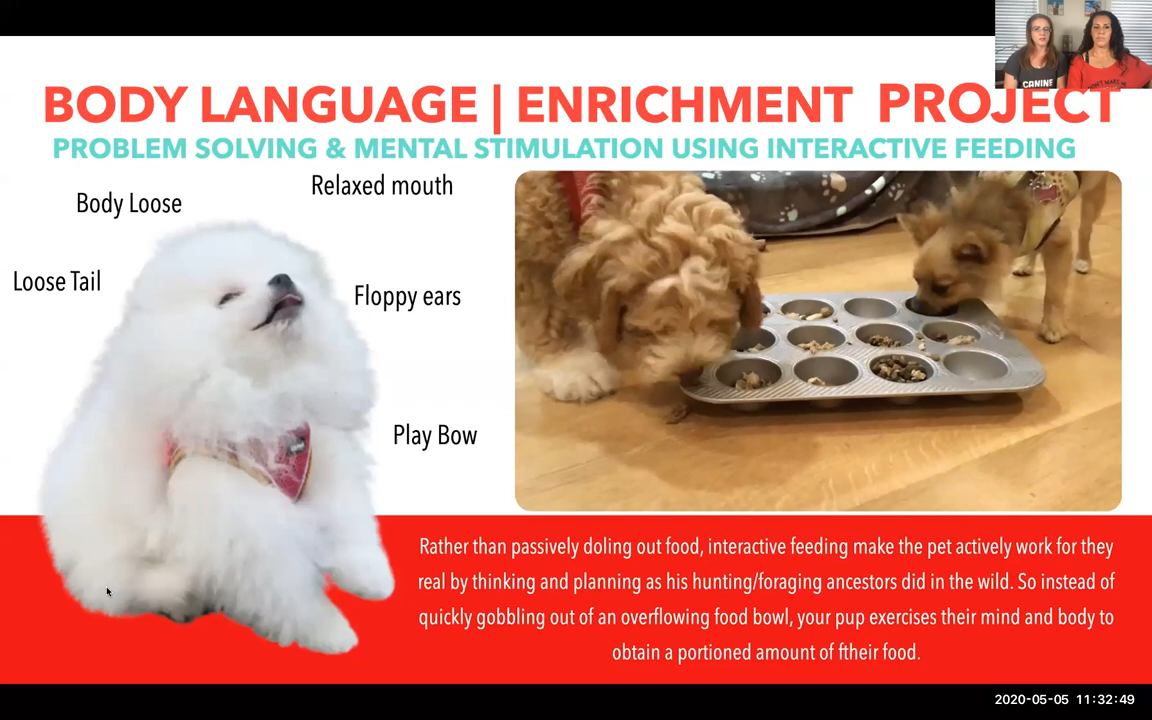 CANINE
BODY LANGUAGE | ENRICHMENT PROJECT
PROBLEM SOLVING & MENTAL STIMULATION USING INTERACTIVE FEEDING
Relaxed mouth
Body Loose
Loose Tail
Floppy ears
Play Bow
Rather than passively doling out food, interactive feeding make the pet actively work for they
real by thinking and planning as his hunting/foraging ancestors did in the wild. So instead of
quickly gobbling out of an overflowing food bowl, your pup exercises their mind and body to
obtain a portioned amount of ftheir food.
2020-05-05 11:32:49